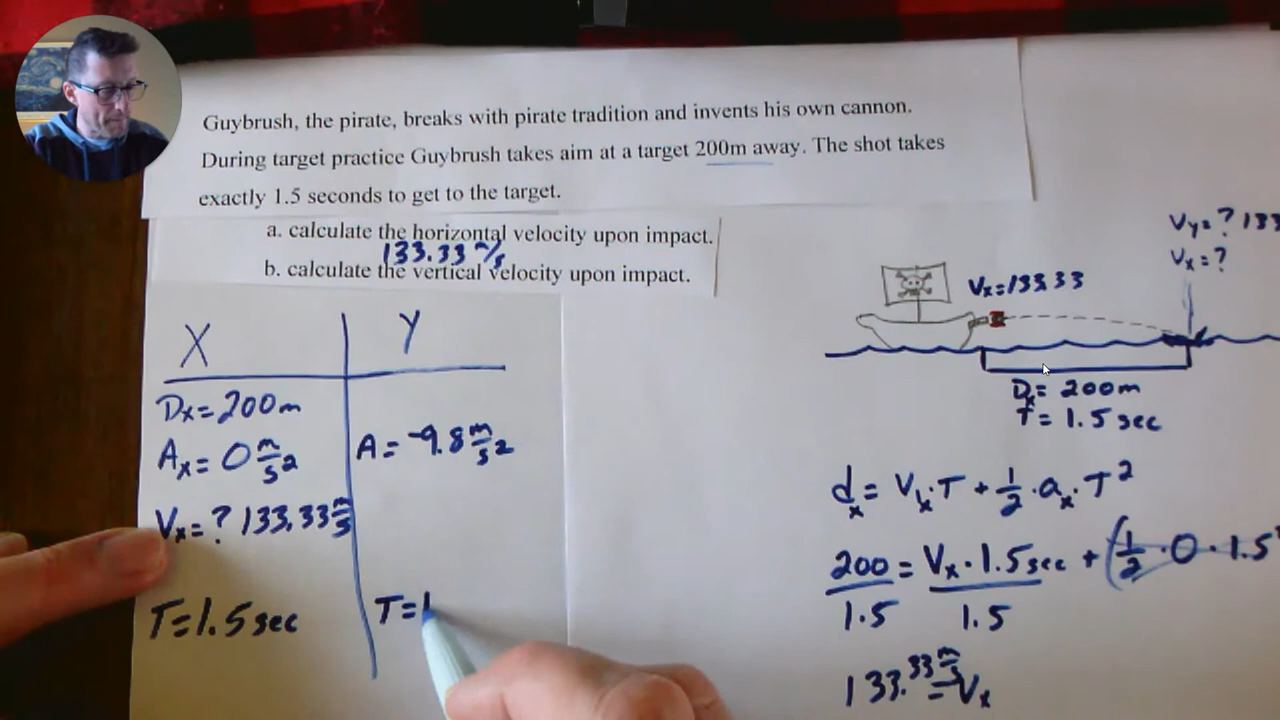 Guybrush, the pirate, breaks with pirate tradition and invents his own cannon.
During target practice Guybrush takes aim at a target 200m away. The shot takes
exactly 1.5 seconds to get to the target.
a. calculate the horizontal velocity upon impact.
133.33 m/s
b. calculate the vertical velocity upon impact.
X
Y
Dx = 200m
Ax = 0 m/s2
A = -9.8 m/s2
Vx = ? 133.33 m/s
T = 1.5 sec
T = 1
Vy = ? 133
Vx = ?
Vx = 133.33
Dx = 200m
T = 1.5 sec
dx = Vx · T + 1/2 · ax · T2
200 = Vx · 1.5 sec + (1/2 · 0 · 1.5
1.5 1.5
133.33 m/s = Vx